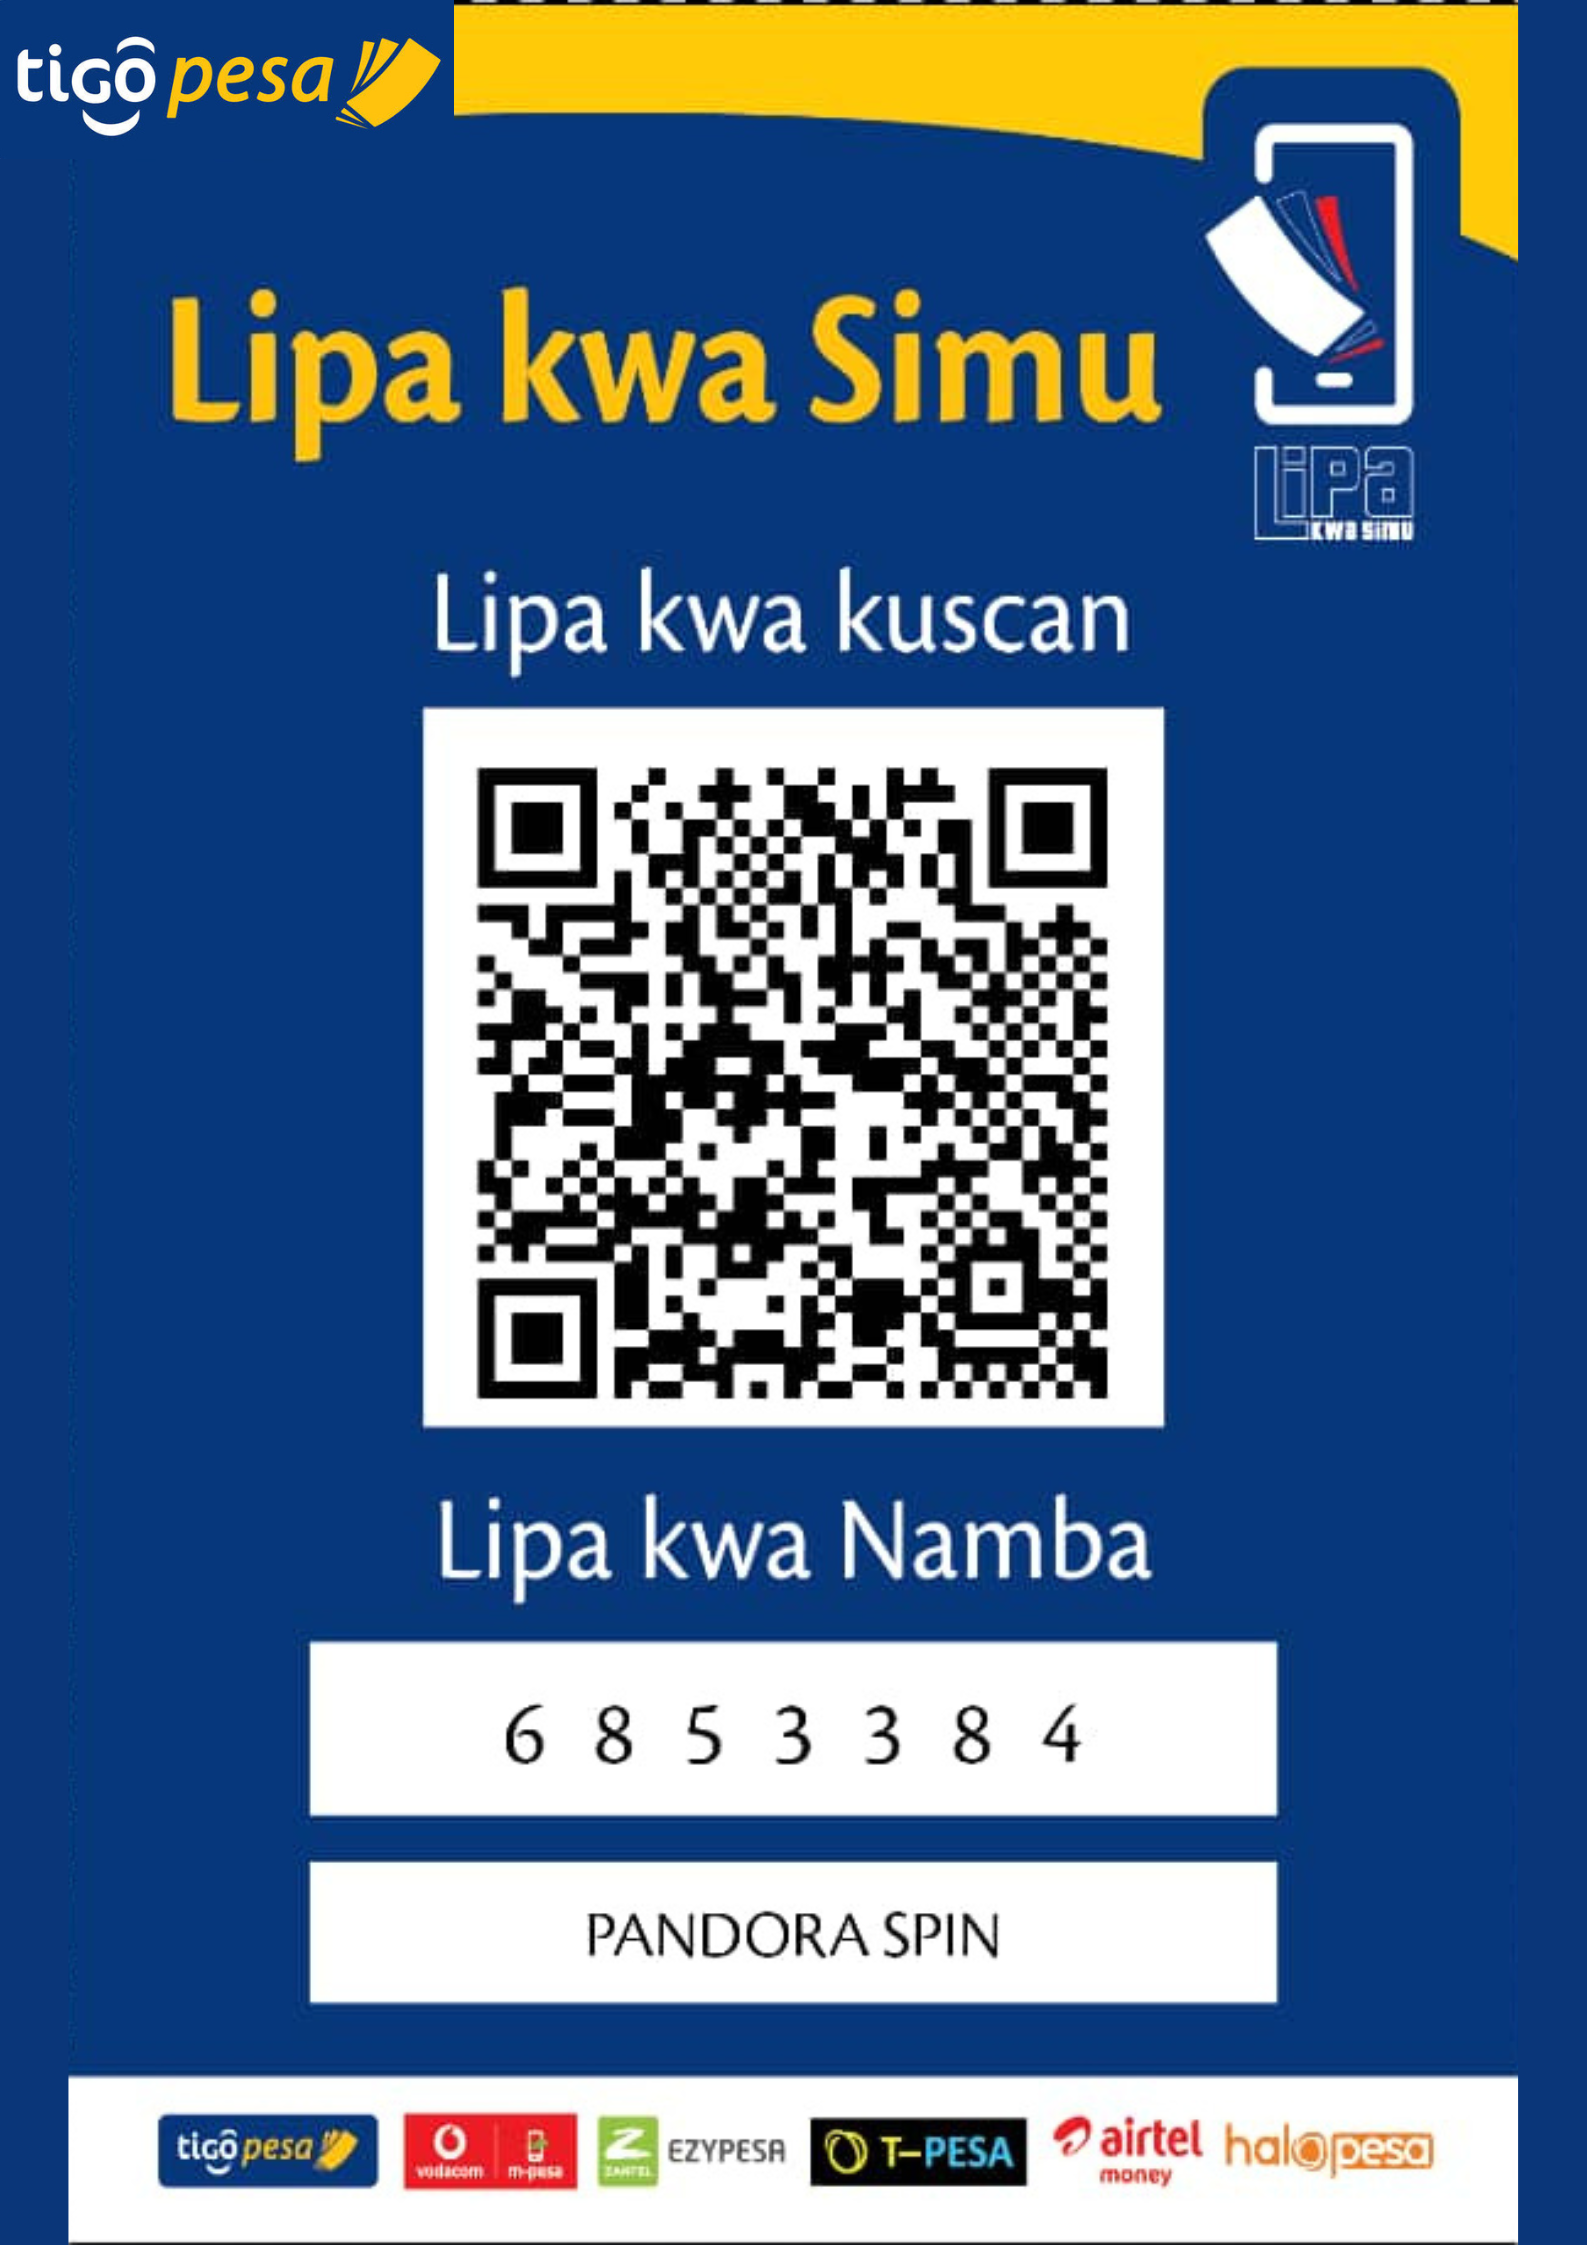 tigo pesa
Lipa kwa Simu
Lipa
kwa simu
Lipa kwa kuscan
Lipa kwa Namba
6 8 5 3 3 8 4
PANDORA SPIN
tigo pesa vodacom m-pesa ZANTEL EZYPESA T-PESA airtel money halopesa